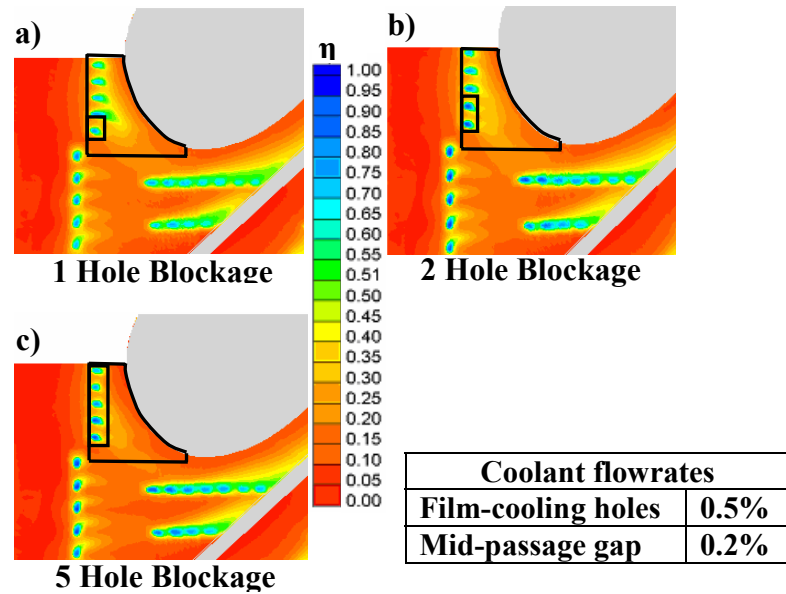 a)
1 Hole Blockage
η
1.00
0.95
0.90
0.85
0.80
0.75
0.70
0.65
0.60
0.55
0.51
0.50
0.45
0.40
0.35
0.30
0.25
0.20
0.15
0.10
0.05
0.00
b)
2 Hole Blockage
c)
5 Hole Blockage
Coolant flowrates
Film-cooling holes 0.5%
Mid-passage gap 0.2%